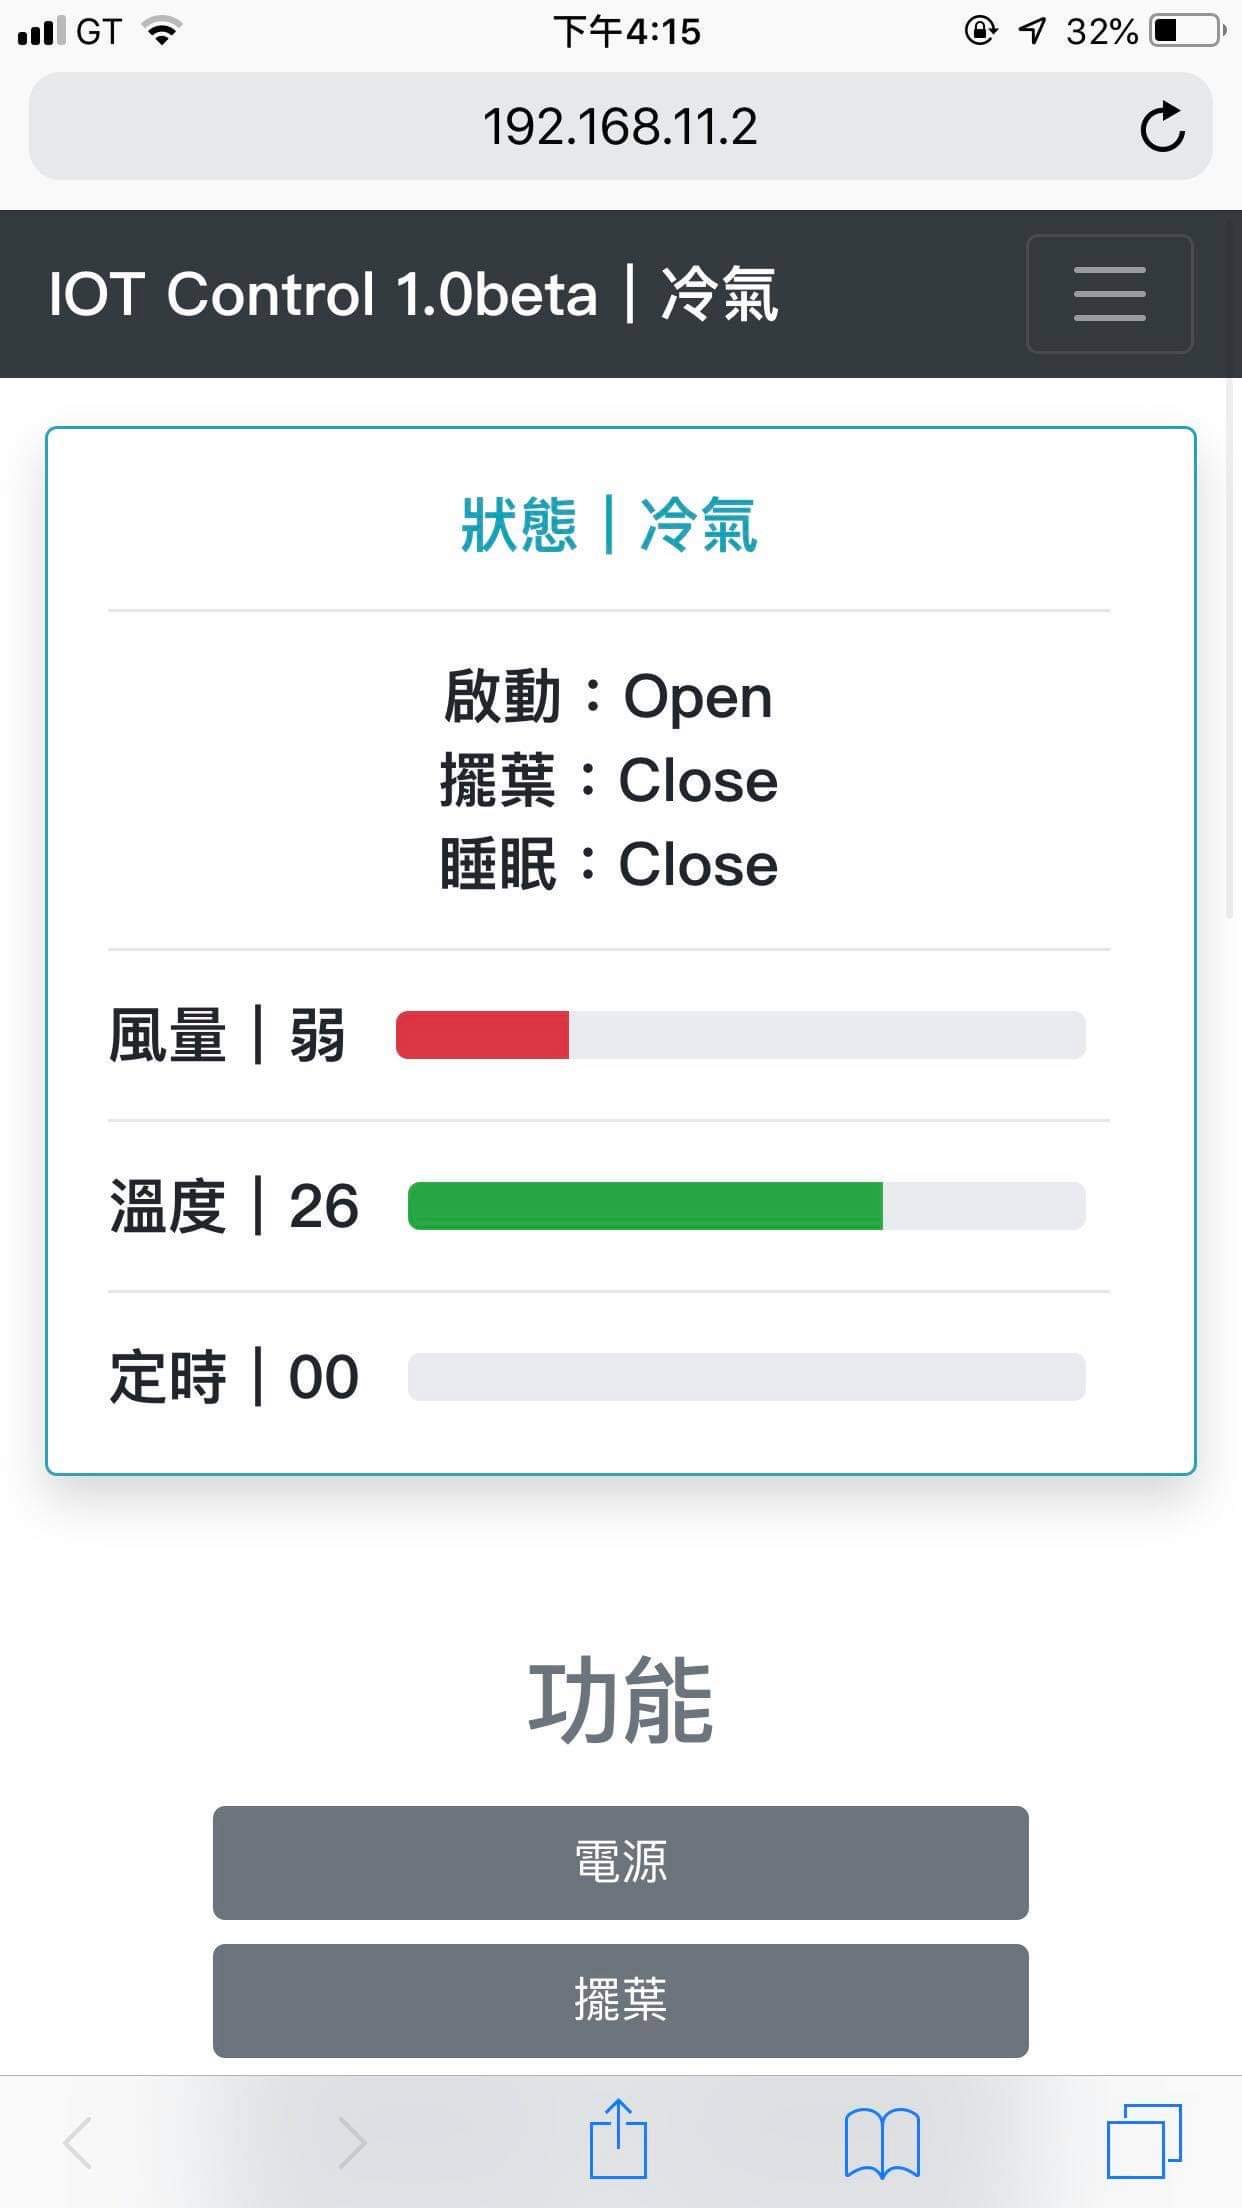 GT 下午4:15 32%
192.168.11.2
IOT Control 1.0beta｜冷氣
狀態｜冷氣
啟動：Open
擺葉：Close
睡眠：Close
風量｜弱
溫度｜26
定時｜00
功能
電源
擺葉